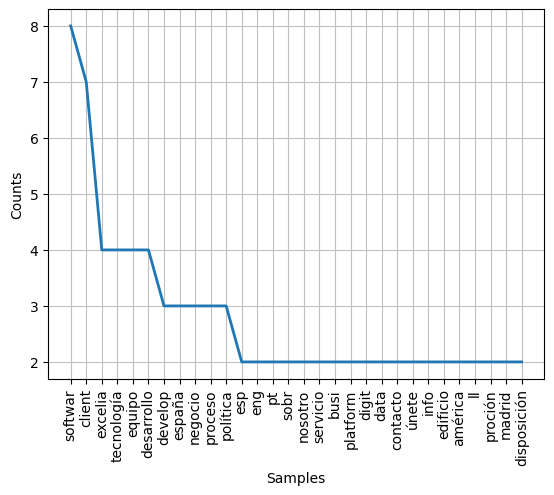 8
7
6
5
4
3
2
Counts
softwar
client
excelia
tecnología
equipo
desarrollo
develop
españa
negocio
proceso
política
esp
eng
pt
sobr
nosotro
servicio
busi
platform
digit
data
contacto
únete
info
edificio
américa
ll
proción
madrid
disposición
Samples